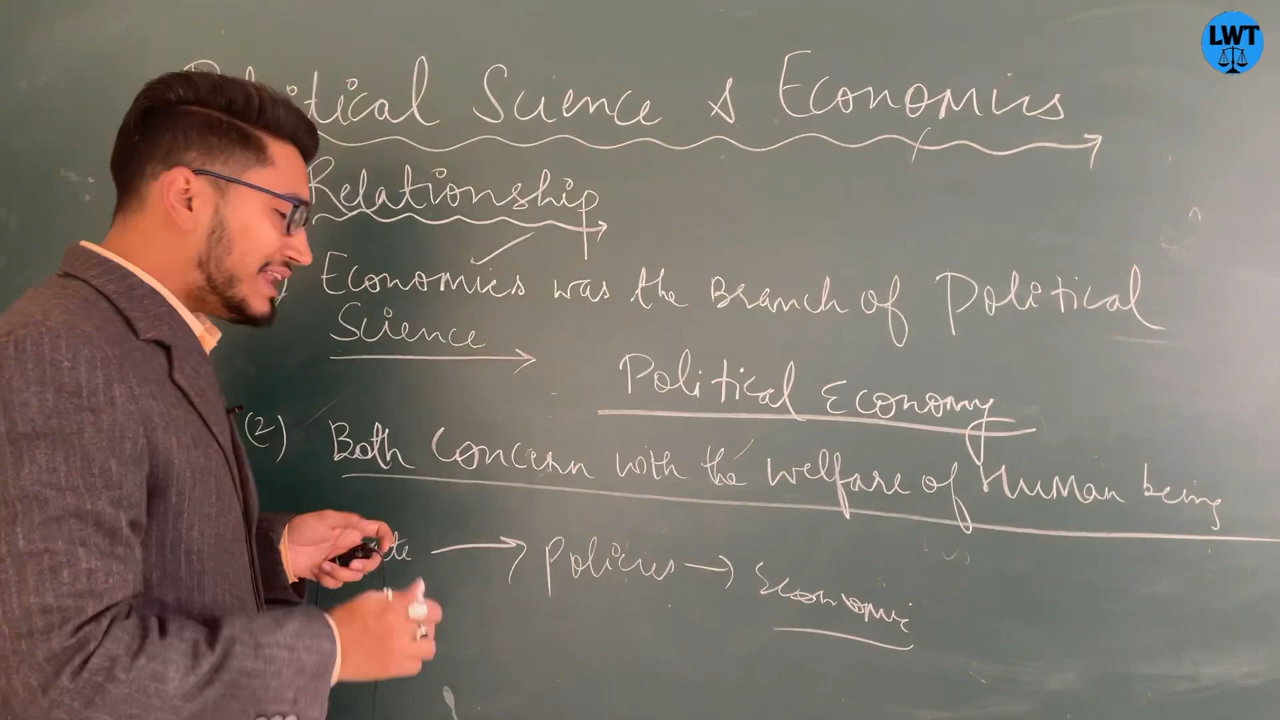 LWT
Political Science & Economics
Relationship
Economics was the Branch of Political
Science
Political Economy
(2) Both Concern with the welfare of Human being
→ Policies → Economic